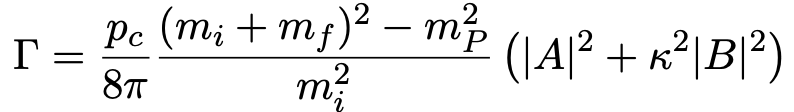 Γ = \frac{p_c}{8π} \frac{(m_i + m_f)^2 − m_P^2}{m_i^2} (|A|^2 + κ^2|B|^2)